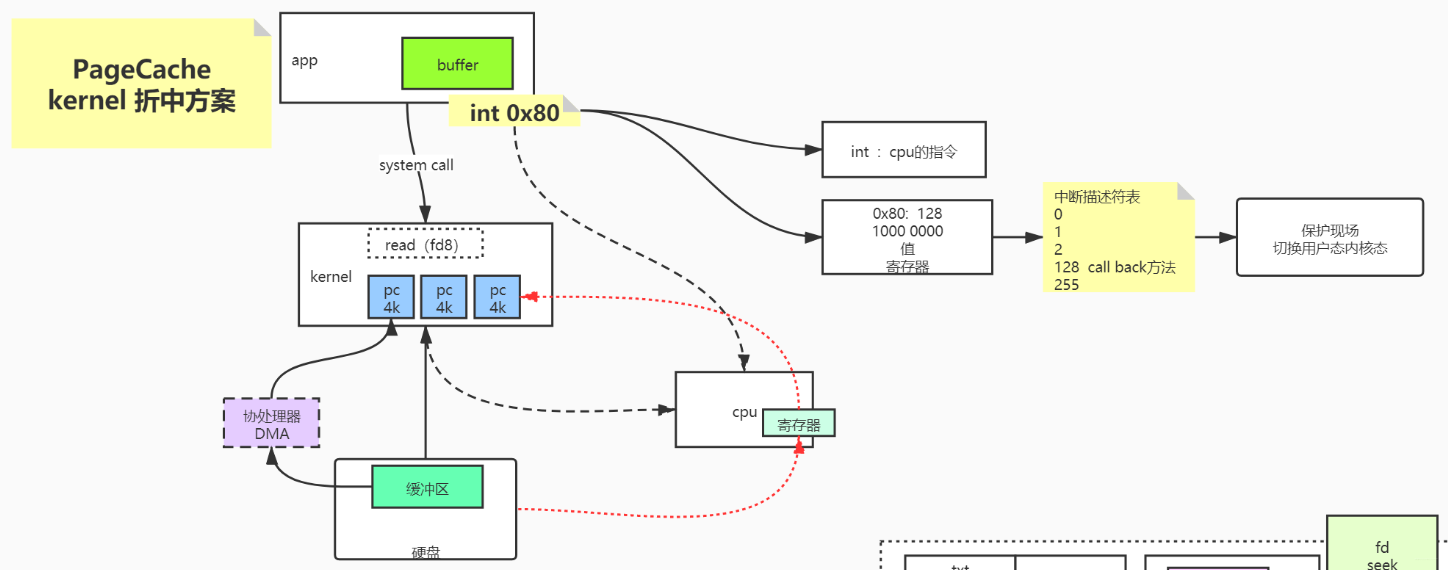 PageCache
kernel 折中方案
app
buffer
int 0x80
system call
int ：cpu的指令
0x80: 128
1000 0000
值
寄存器
中断描述符表
0
1
2
128 call back方法
255
保护现场
切换用户态内核态
read（fd8）
kernel
pc
4k
pc
4k
pc
4k
协处理器
DMA
cpu
寄存器
缓冲区
硬盘
fd
seek
txt